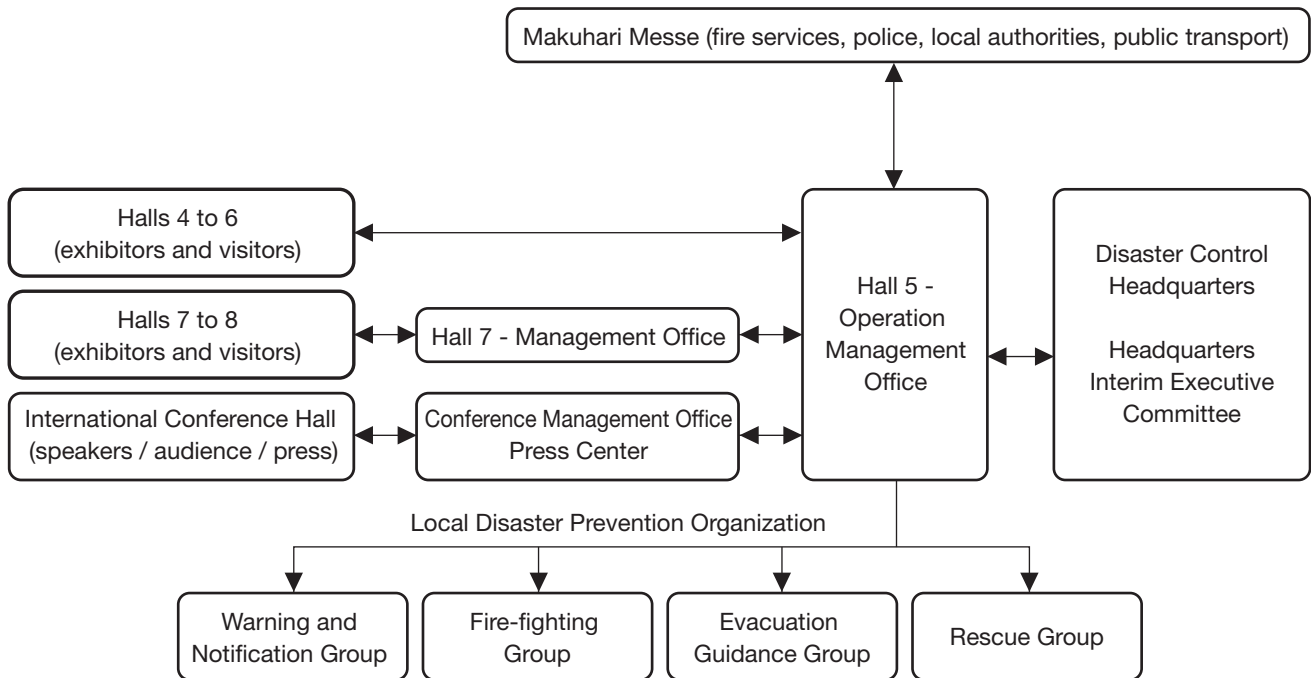 Makuhari Messe (fire services, police, local authorities, public transport)
Halls 4 to 6
(exhibitors and visitors)
Halls 7 to 8
(exhibitors and visitors)
Hall 7 - Management Office
International Conference Hall
(speakers / audience / press)
Conference Management Office
Press Center
Hall 5 -
Operation
Management
Office
Disaster Control
Headquarters
Headquarters
Interim Executive
Committee
Local Disaster Prevention Organization
Warning and
Notification Group
Fire-fighting
Group
Evacuation
Guidance Group
Rescue Group